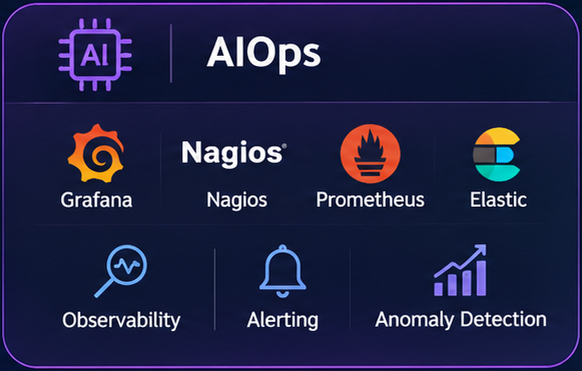 AI
AIOps
Nagios®
Grafana
Nagios
Prometheus
Elastic
Observability
Alerting
Anomaly Detection